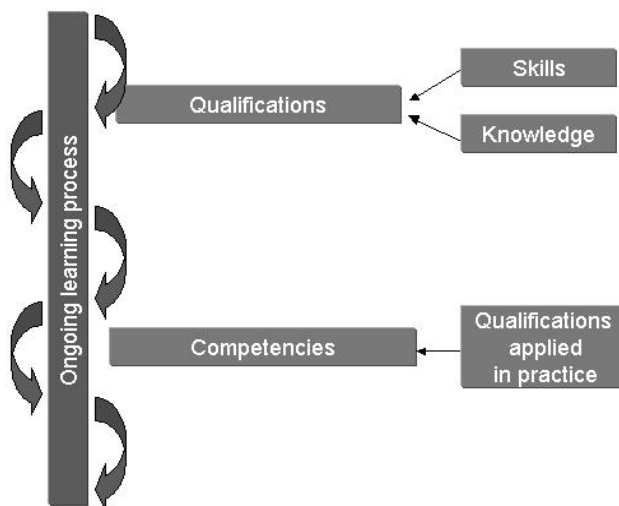 Ongoing learning process
Qualifications
Skills
Knowledge
Competencies
Qualifications
applied
in practice